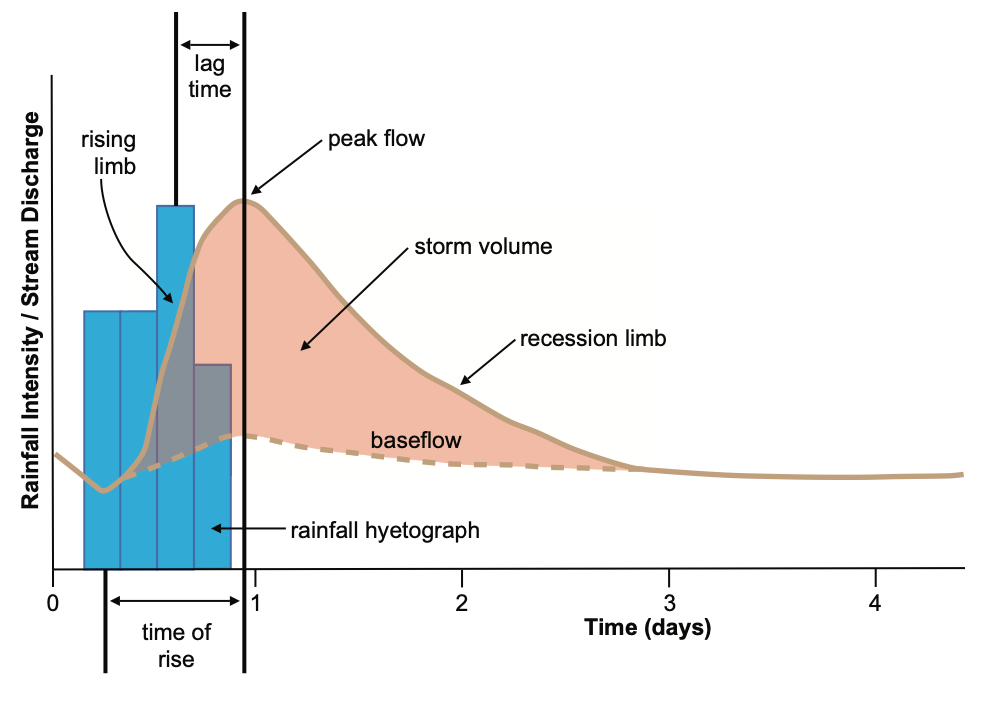 lag
time
rising
limb
peak flow
storm volume
recession limb
baseflow
rainfall hyetograph
Rainfall Intensity / Stream Discharge
0
1
2
3
4
Time (days)
time of
rise